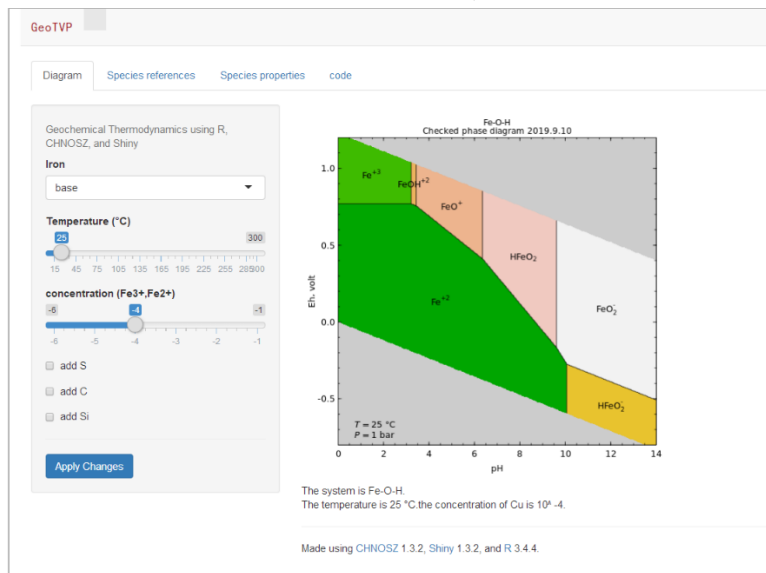 GeoTVP
Diagram Species references Species properties code
Geochemical Thermodynamics using R,
CHNOSZ, and Shiny
Iron
base
Temperature (°C)
25 300
15 45 75 105 135 165 195 225 255 285300
concentration (Fe3+,Fe2+)
-6 -4 -1
-6 -5 -4 -3 -2 -1
add S
add C
add Si
Apply Changes
Fe-O-H
Checked phase diagram 2019.9.10
Eh. volt
1.0
0.5
0.0
-0.5
Fe⁺³
FeOH⁺²
FeO⁺
HFeO₂
Fe⁺²
FeO₂⁻
HFeO₂⁻
T = 25 °C
P = 1 bar
0 2 4 6 8 10 12 14
pH
The system is Fe-O-H.
The temperature is 25 °C.the concentration of Cu is 10^ -4.
Made using CHNOSZ 1.3.2, Shiny 1.3.2, and R 3.4.4.